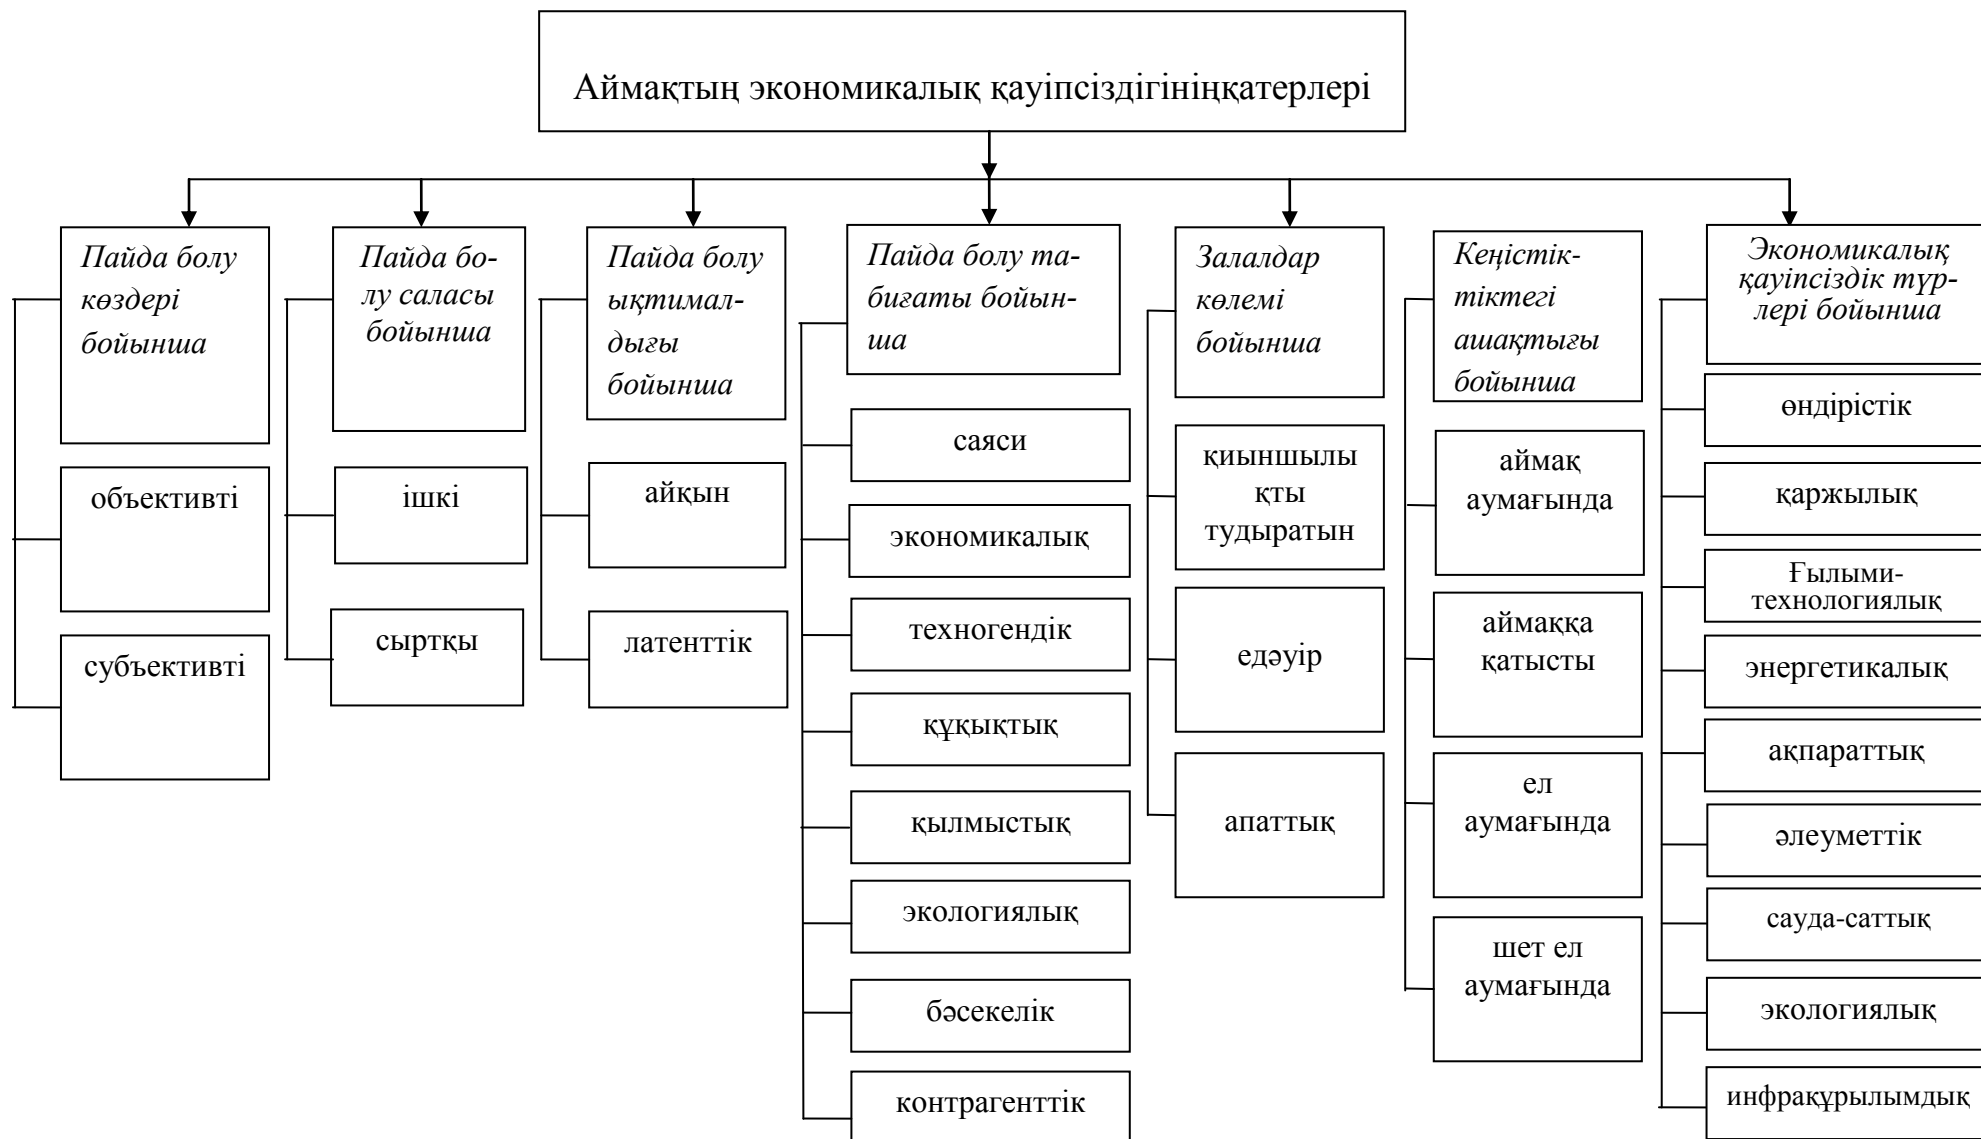 Аймақтың экономикалық қауіпсіздігініңқатерлері
Пайда болу
көздері
бойынша
объективті
субъективті
Пайда бо-
лу саласы
бойынша
ішкі
сыртқы
Пайда болу
ықтимал-
дығы
бойынша
айқын
латенттік
Пайда болу та-
биғаты бойын-
ша
саяси
экономикалық
техногендік
құқықтық
қылмыстық
экологиялық
бәсекелік
контрагенттік
Залалдар
көлемі
бойынша
қиыншылы
қты
тудыратын
едәуір
апаттық
Кеңістік-
тіктегі
ашақтығы
бойынша
аймақ
аумағында
аймаққа
қатысты
ел
аумағында
шет ел
аумағында
Экономикалық
қауіпсіздік түр-
лері бойынша
өндірістік
қаржылық
Ғылыми-
технологиялық
энергетикалық
ақпараттық
әлеуметтік
сауда-саттық
экологиялық
инфрақұрылымдық